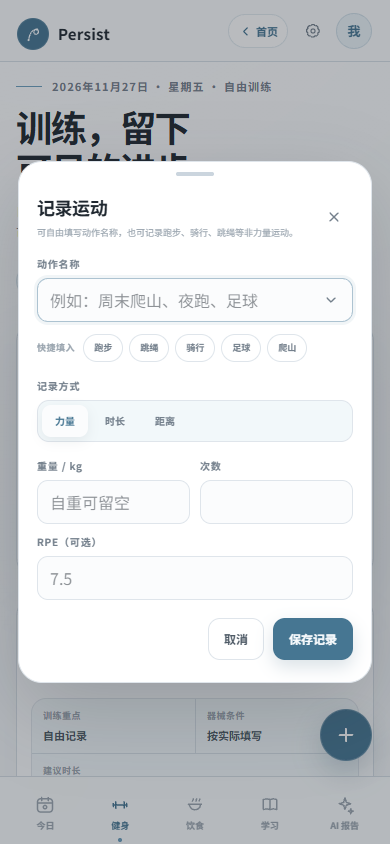 Persist
首页
我
2026年11月27日 · 星期五 · 自由训练
训练，留下
可见的进步
记录运动
可自由填写动作名称，也可记录跑步、骑行、跳绳等非力量运动。
动作名称
例如：周末爬山、夜跑、足球
快捷填入 跑步 跳绳 骑行 足球 爬山
记录方式
力量 时长 距离
重量 / kg 次数
自重可留空
RPE（可选）
7.5
取消 保存记录
训练重点 器械条件
自由记录 按实际填写
建议时长
今日 健身 饮食 学习 AI 报告